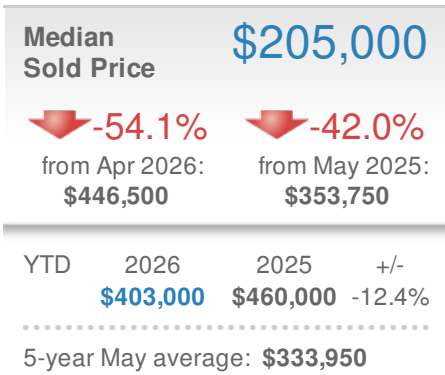 Median $205,000
Sold Price
-54.1% -42.0%
from Apr 2026: from May 2025:
$446,500 $353,750
YTD 2026 2025 +/-
$403,000 $460,000 -12.4%
5-year May average: $333,950